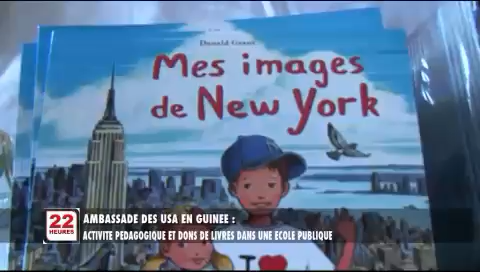 Donald Grant
Mes images
de New York
I
22
HEURES
AMBASSADE DES USA EN GUINEE :
ACTIVITE PEDAGOGIQUE ET DONS DE LIVRES DANS UNE ECOLE PUBLIQUE